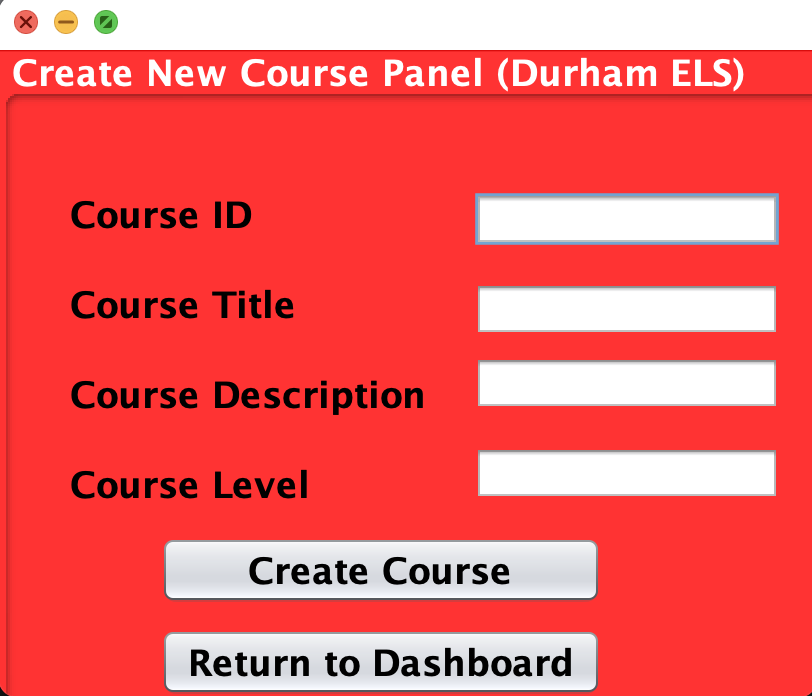 Create New Course Panel (Durham ELS)
Course ID
Course Title
Course Description
Course Level
Create Course
Return to Dashboard